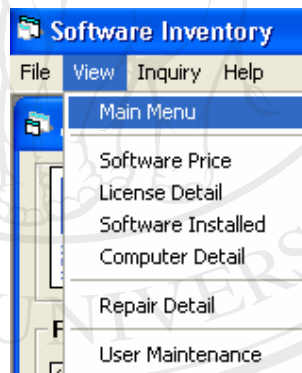 Software Inventory
File View Inquiry Help
Main Menu
Software Price
License Detail
Software Installed
Computer Detail
Repair Detail
User Maintenance